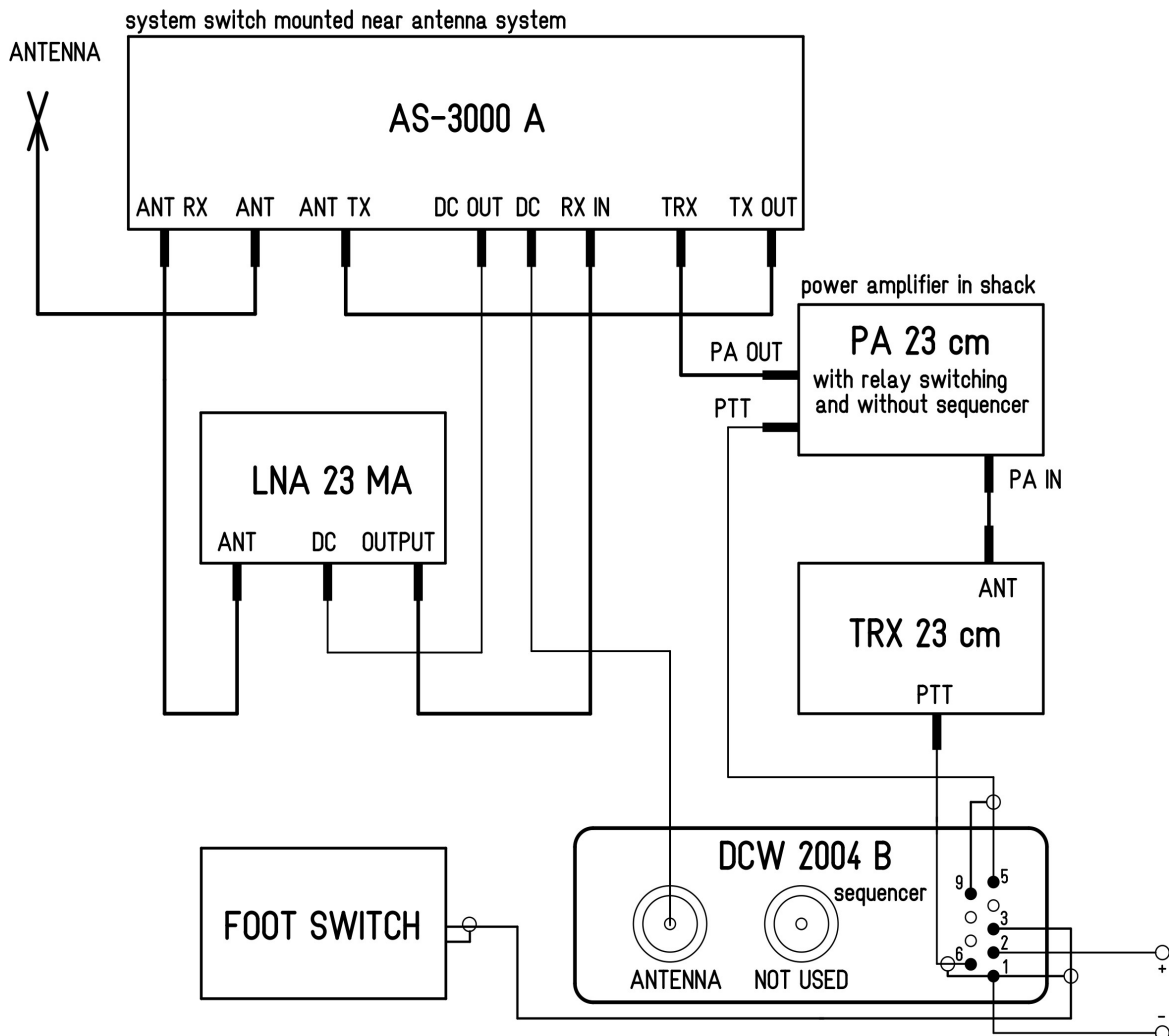 system switch mounted near antenna system
ANTENNA
AS-3000 A
ANT RX ANT ANT TX DC OUT DC RX IN TRX TX OUT
power amplifier in shack
PA 23 cm
with relay switching
and without sequencer
PA OUT
PTT
PA IN
LNA 23 MA
ANT DC OUTPUT
ANT
TRX 23 cm
PTT
DCW 2004 B
sequencer
ANTENNA NOT USED
9 5
3
2
6 1
FOOT SWITCH
+
-